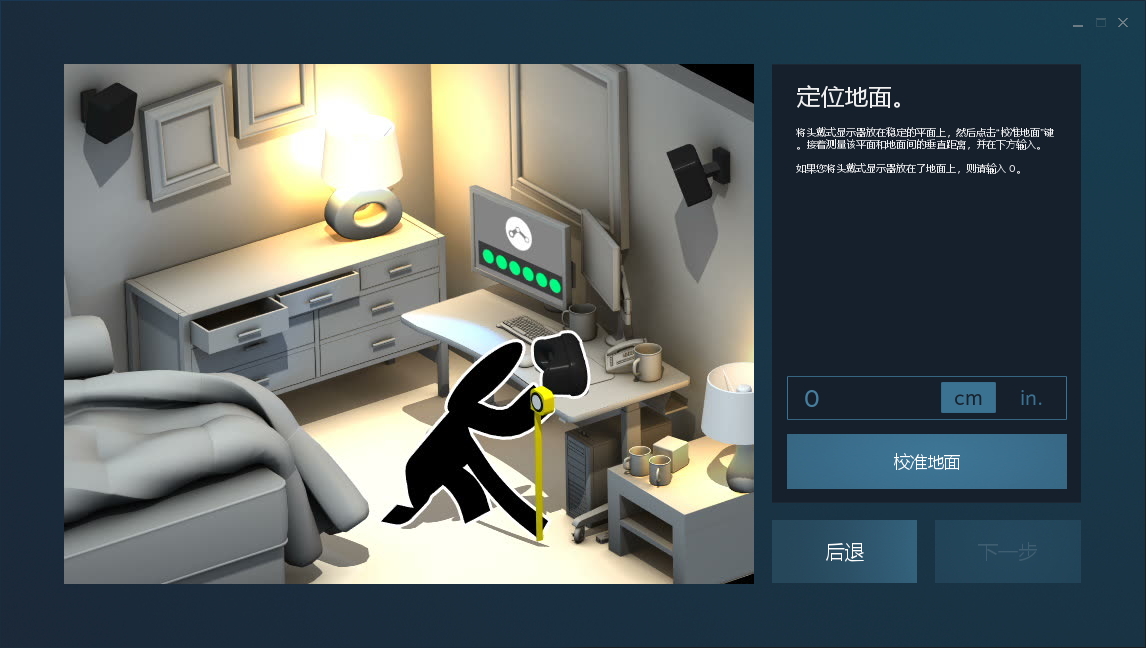 定位地面。
将头戴式显示器放在稳定的平面上，然后点击"校准地面"键
。接着测量该平面和地面间的垂直距离，并在下方输入。
如果您将头戴式显示器放在了地面上，则请输入 0。
0 cm in.
校准地面
后退 下一步